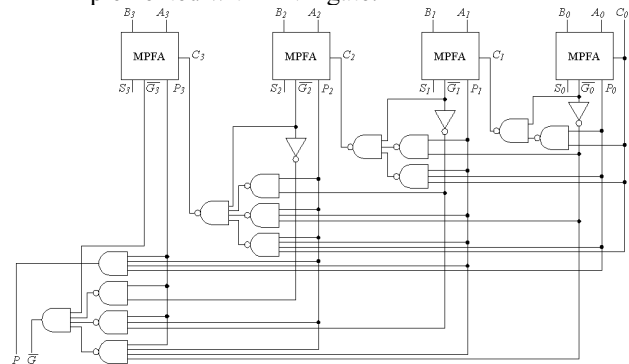 B3 A3 B2 A2 B1 A1 B0 A0 C0
MPFA C3 MPFA C2 MPFA C1 MPFA
S3 G3 P3 S2 G2 P2 S1 G1 P1 S0 G0 P0
P G